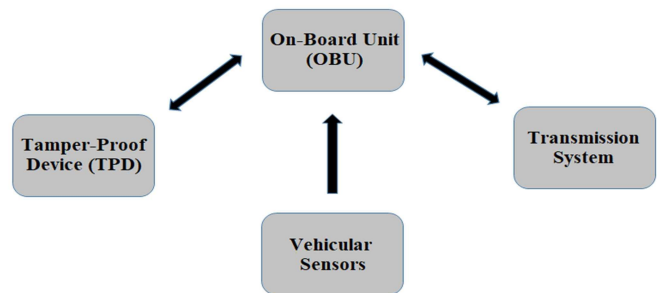 On-Board Unit
(OBU)
Tamper-Proof
Device (TPD)
Transmission
System
Vehicular
Sensors